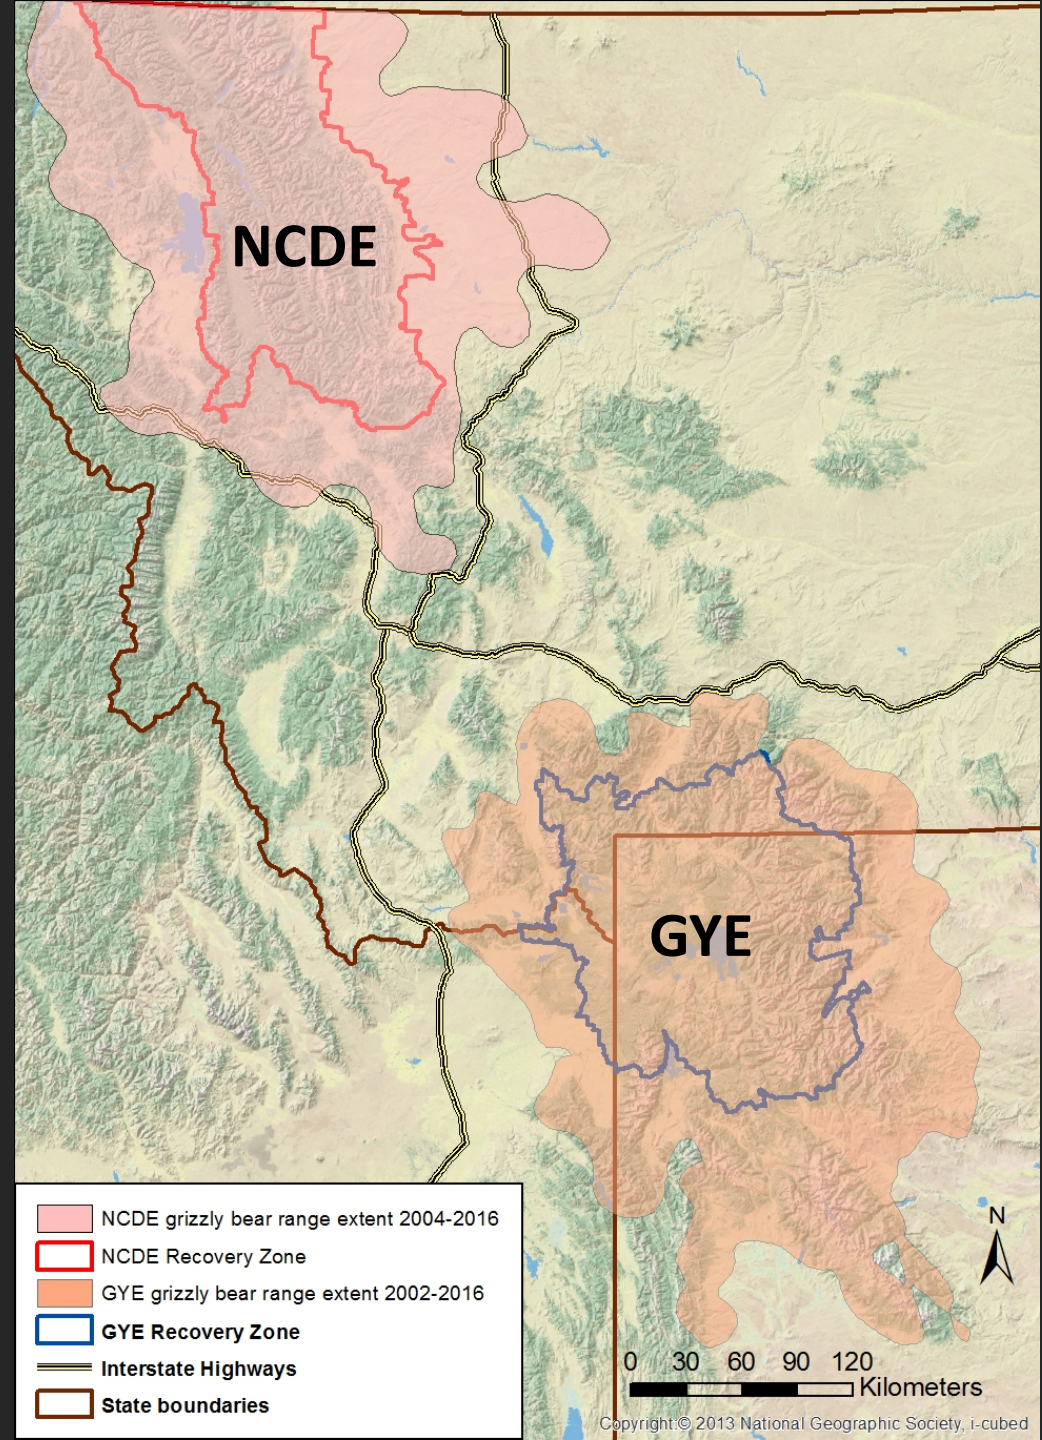 NCDE
GYE
NCDE grizzly bear range extent 2004-2016
NCDE Recovery Zone
GYE grizzly bear range extent 2002-2016
GYE Recovery Zone
Interstate Highways
State boundaries
N
0 30 60 90 120
Kilometers
Copyright:© 2013 National Geographic Society, i-cubed